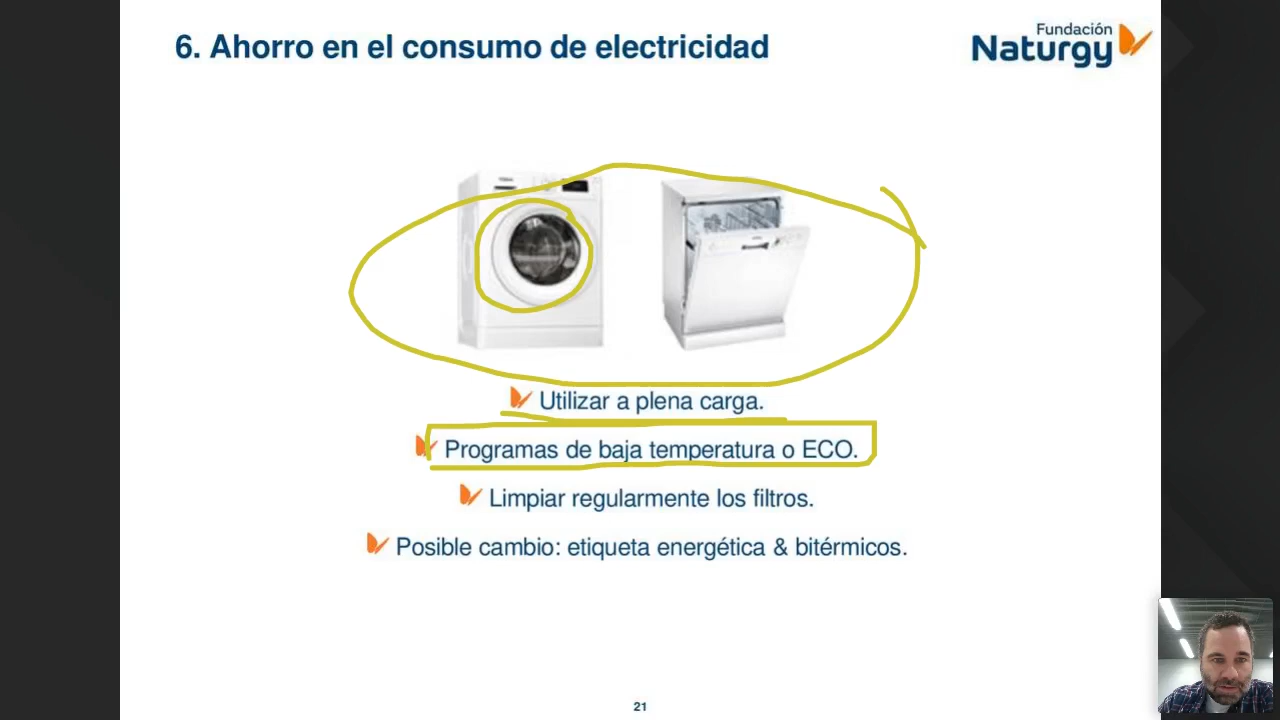 6. Ahorro en el consumo de electricidad
Fundación
Naturgy
Utilizar a plena carga.
Programas de baja temperatura o ECO.
Limpiar regularmente los filtros.
Posible cambio: etiqueta energética & bitérmicos.
21